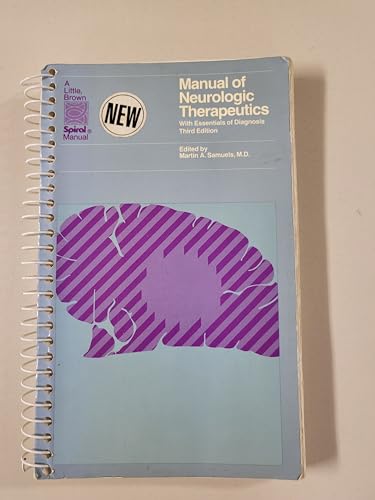 A
Little,
Brown
Spiral®
Manual
NEW
Manual of
Neurologic
Therapeutics
With Essentials of Diagnosis
Third Edition
Edited by
Martin A. Samuels, M.D.